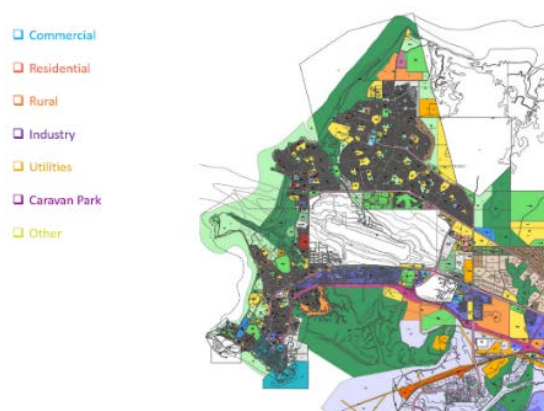 Commercial
Residential
Rural
Industry
Utilities
Caravan Park
Other